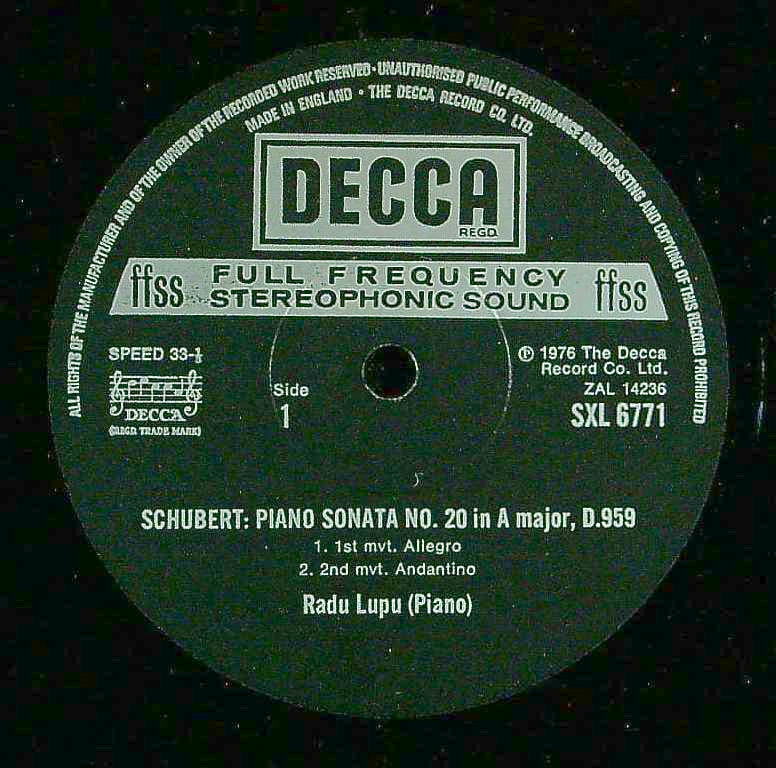 ALL RIGHTS OF THE MANUFACTURER AND OF THE OWNER OF THE RECORDED WORK RESERVED · UNAUTHORISED PUBLIC PERFORMANCE BROADCASTING AND COPYING OF THIS RECORD PROHIBITED
MADE IN ENGLAND · THE DECCA RECORD CO. LTD.
DECCA
REGD.
ffss FULL FREQUENCY ffss
STEREOPHONIC SOUND
SPEED 33-⅓
DECCA
(REGD. TRADE MARK)
Side
1
℗ 1976 The Decca
Record Co. Ltd.
ZAL 14236
SXL 6771
SCHUBERT: PIANO SONATA NO. 20 in A major, D.959
1. 1st mvt. Allegro
2. 2nd mvt. Andantino
Radu Lupu (Piano)